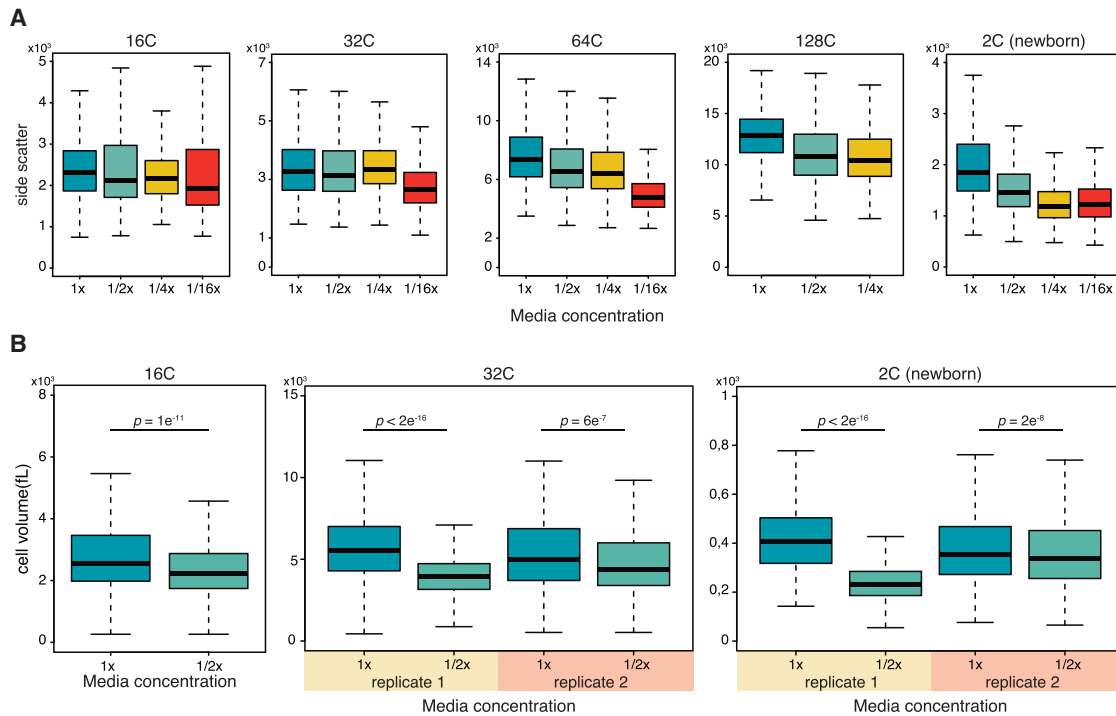 A
16C
32C
64C
128C
2C (newborn)
x10³
x10³
x10³
x10³
x10³
side scatter
5
4
3
2
1
0
7
5
3
1
0
14
10
6
2
0
20
15
10
5
0
4
3
2
1
0
1x 1/2x 1/4x 1/16x
1x 1/2x 1/4x 1/16x
1x 1/2x 1/4x 1/16x
1x 1/2x 1/4x
1x 1/2x 1/4x 1/16x
Media concentration
B
16C
32C
2C (newborn)
x10³
x10³
x10³
cell volume(fL)
8
6
4
2
0
15
10
5
0
1
0,8
0,6
0,4
0,2
0
p = 1e⁻¹¹
p < 2e⁻¹⁶
p = 6e⁻⁷
p < 2e⁻¹⁶
p = 2e⁻⁸
1x 1/2x
1x 1/2x 1x 1/2x
1x 1/2x 1x 1/2x
replicate 1 replicate 2
replicate 1 replicate 2
Media concentration
Media concentration
Media concentration